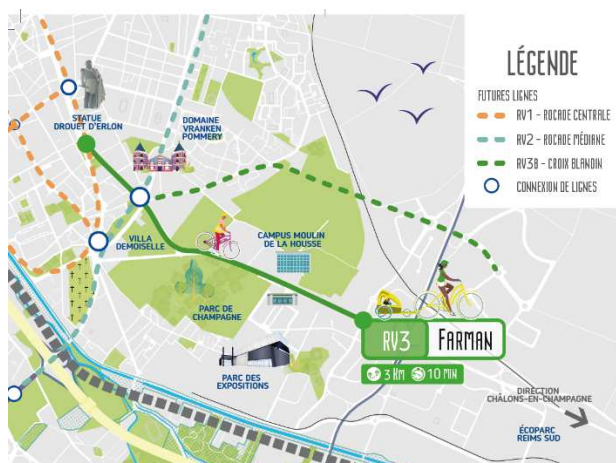 LÉGENDE
FUTURES LIGNES
RV1 - ROCADE CENTRALE
RV2 - ROCADE MÉDIANE
RV3B - CROIX BLANDIN
CONNEXION DE LIGNES
STATUE
DROUET D'ERLON
DOMAINE
VRANKEN
POMMERY
VILLA
DEMOISELLE
CAMPUS MOULIN
DE LA HOUSSE
PARC DE
CHAMPAGNE
PARC DES
EXPOSITIONS
RV3 FARMAN
3 KM 10 MIN
DIRECTION
CHÂLONS-EN-CHAMPAGNE
ÉCOPARC
REIMS SUD